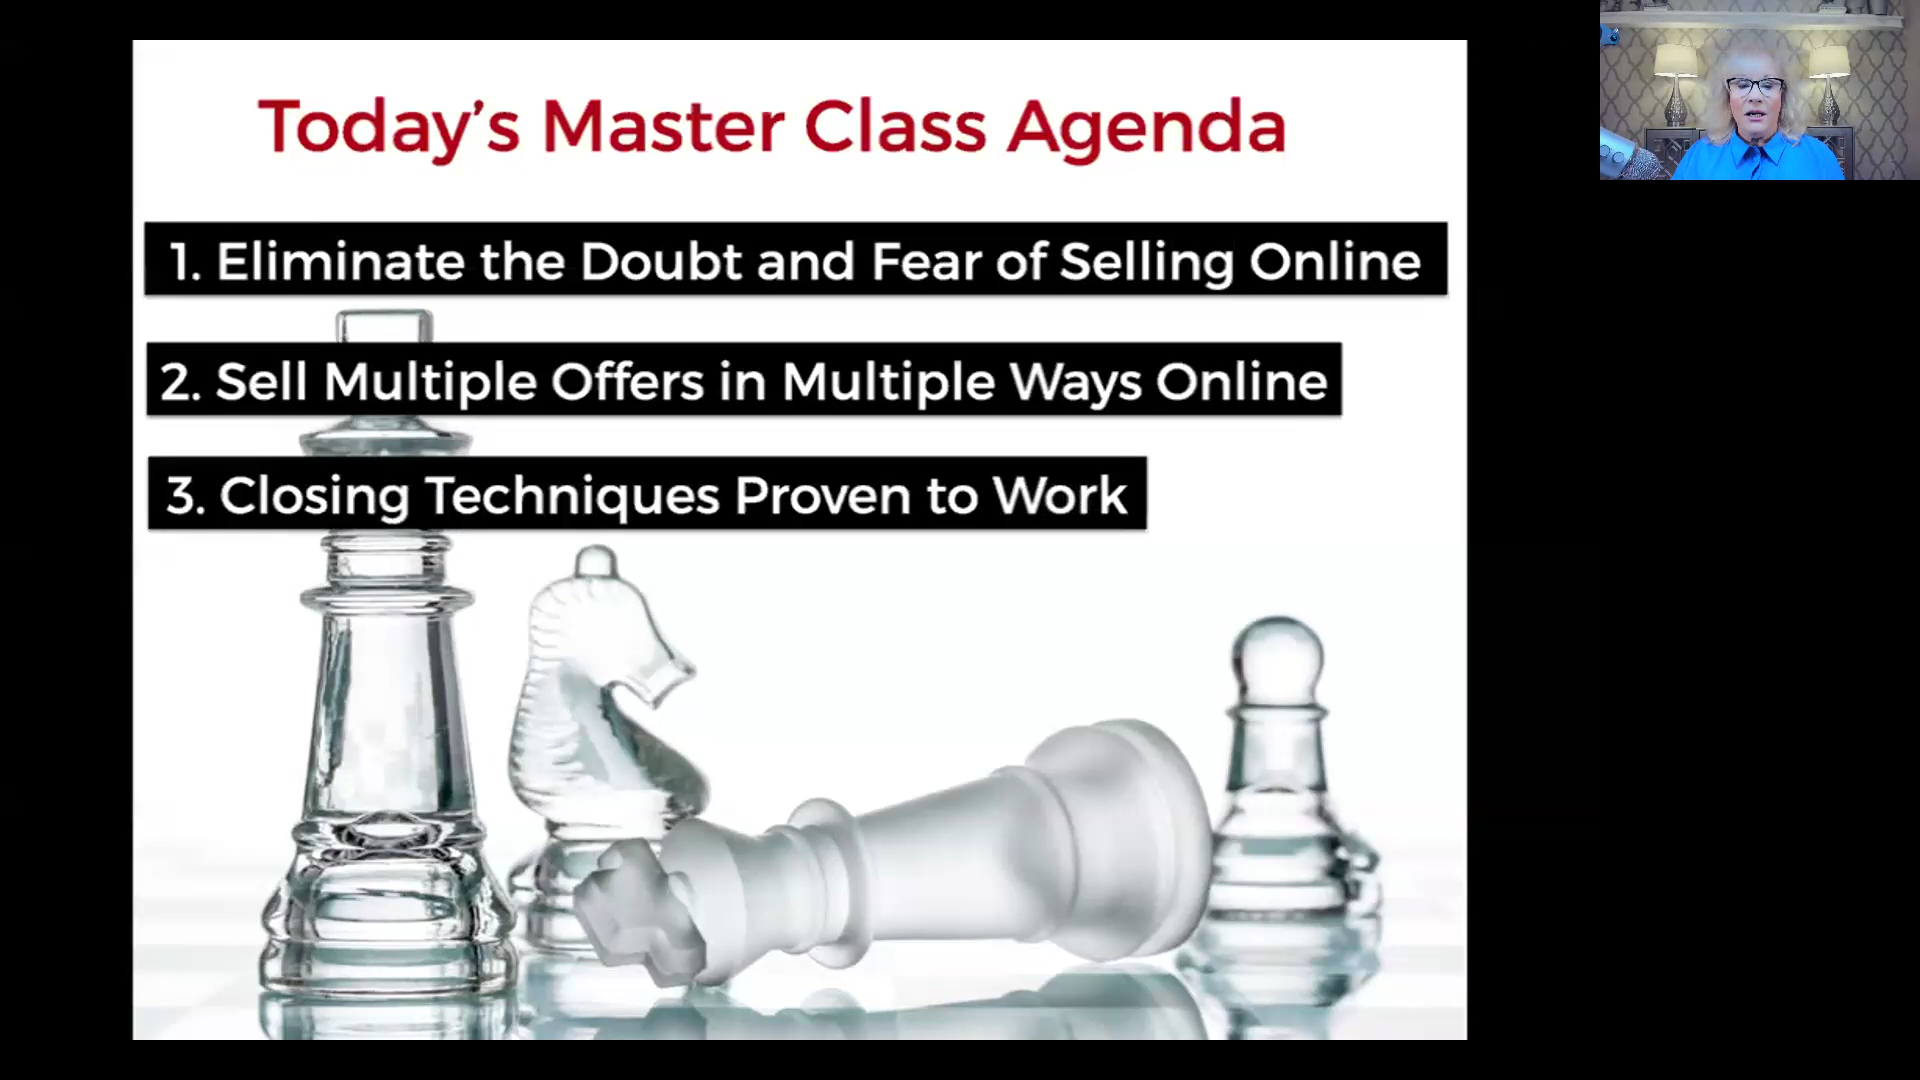 Today's Master Class Agenda
1. Eliminate the Doubt and Fear of Selling Online
2. Sell Multiple Offers in Multiple Ways Online
3. Closing Techniques Proven to Work